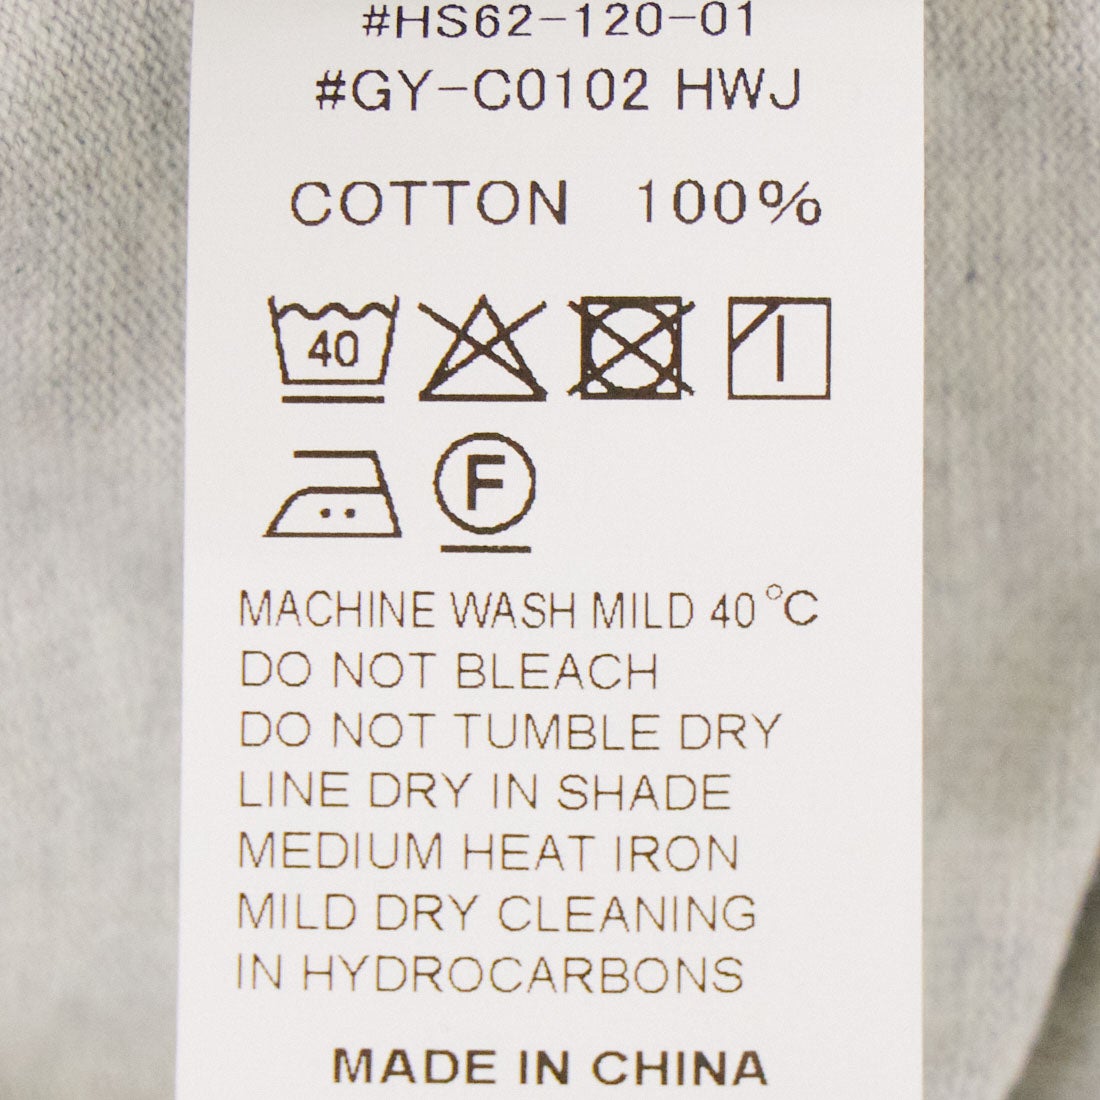 #HS62-120-01
#GY-C0102 HWJ
COTTON 100%
40
F
MACHINE WASH MILD 40°C
DO NOT BLEACH
DO NOT TUMBLE DRY
LINE DRY IN SHADE
MEDIUM HEAT IRON
MILD DRY CLEANING
IN HYDROCARBONS
MADE IN CHINA